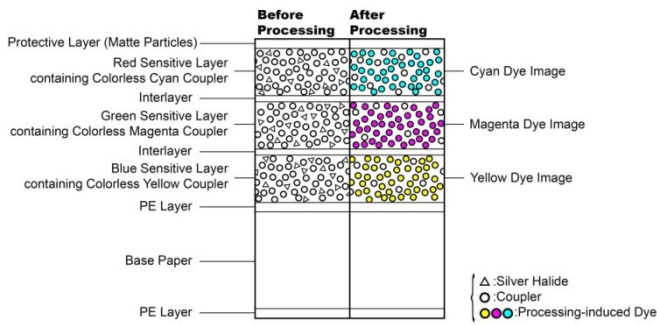 Before Processing
After Processing
Protective Layer (Matte Particles)
Red Sensitive Layer
containing Colorless Cyan Coupler
Cyan Dye Image
Interlayer
Green Sensitive Layer
containing Colorless Magenta Coupler
Magenta Dye Image
Interlayer
Blue Sensitive Layer
containing Colorless Yellow Coupler
Yellow Dye Image
PE Layer
Base Paper
PE Layer
:Silver Halide
:Coupler
:Processing-induced Dye